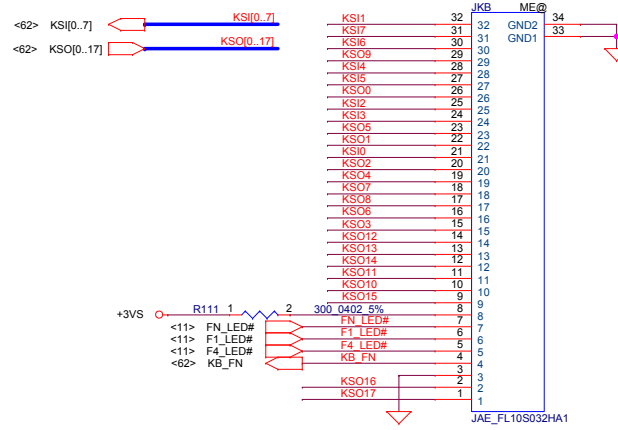 JKB ME@
<62> KSI[0..7] KSI[0..7]
<62> KSO[0..17] KSO[0..17]
KSI1 32 32 GND2 34
KSI7 31 31 GND1 33
KSI6 30 30
KSO9 29 29
KSI4 28 28
KSI5 27 27
KSO0 26 26
KSI2 25 25
KSI3 24 24
KSO5 23 23
KSO1 22 22
KSI0 21 21
KSO2 20 20
KSO4 19 19
KSO7 18 18
KSO8 17 17
KSO6 16 16
KSO3 15 15
KSO12 14 14
KSO13 13 13
KSO14 12 12
KSO11 11 11
KSO10 10 10
KSO15 9 9
+3VS R111 1 2 300_0402_5% 8 8
<11> FN_LED# FN_LED# 7 7
<11> F1_LED# F1_LED# 6 6
<11> F4_LED# F4_LED# 5 5
<62> KB_FN KB_FN 4 4
3 3
KSO16 2 2
KSO17 1 1
JAE_FL10S032HA1